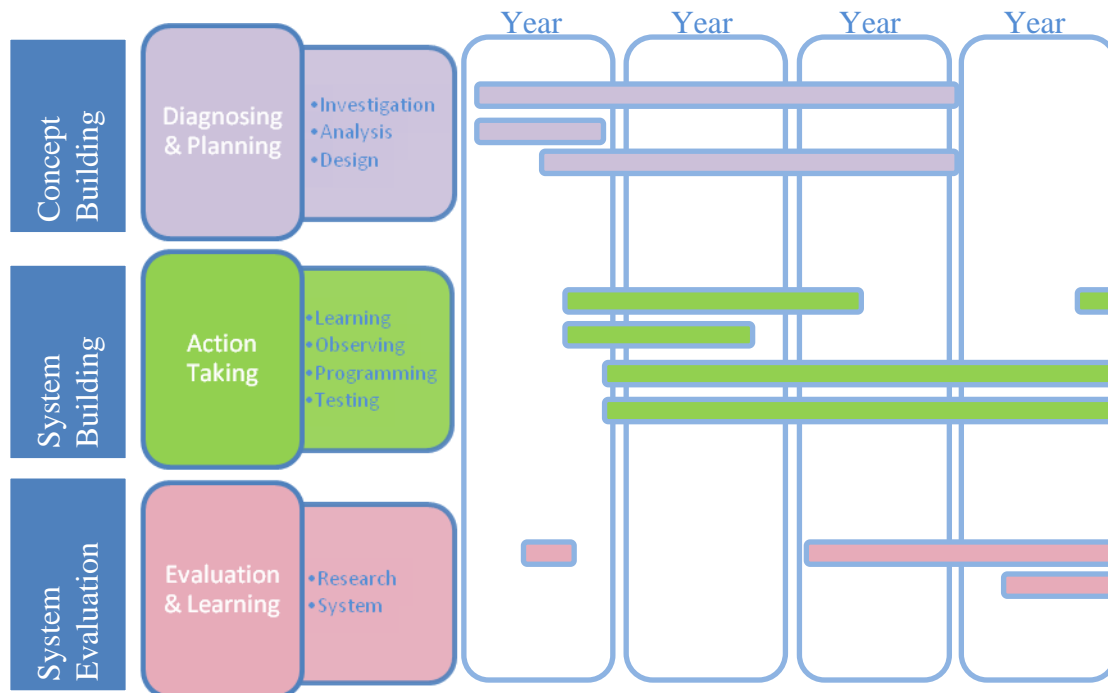 Year Year Year Year
Concept
Building
Diagnosing
& Planning
•Investigation
•Analysis
•Design
System
Building
Action
Taking
•Learning
•Observing
•Programming
•Testing
System
Evaluation
Evaluation
& Learning
•Research
•System